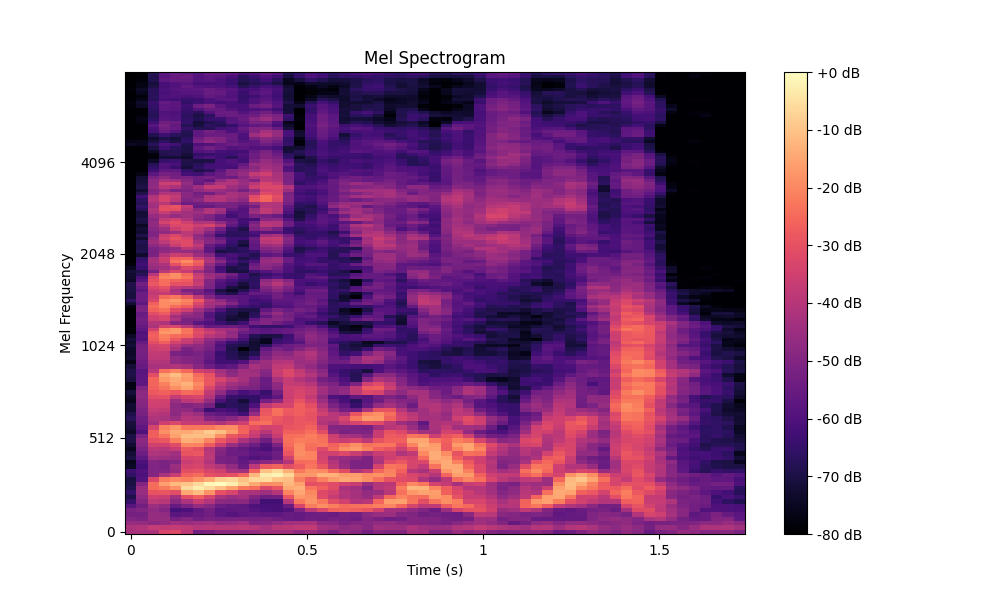 Mel Spectrogram
Mel Frequency
4096
2048
1024
512
0
0
0.5
1
1.5
Time (s)
+0 dB
-10 dB
-20 dB
-30 dB
-40 dB
-50 dB
-60 dB
-70 dB
-80 dB